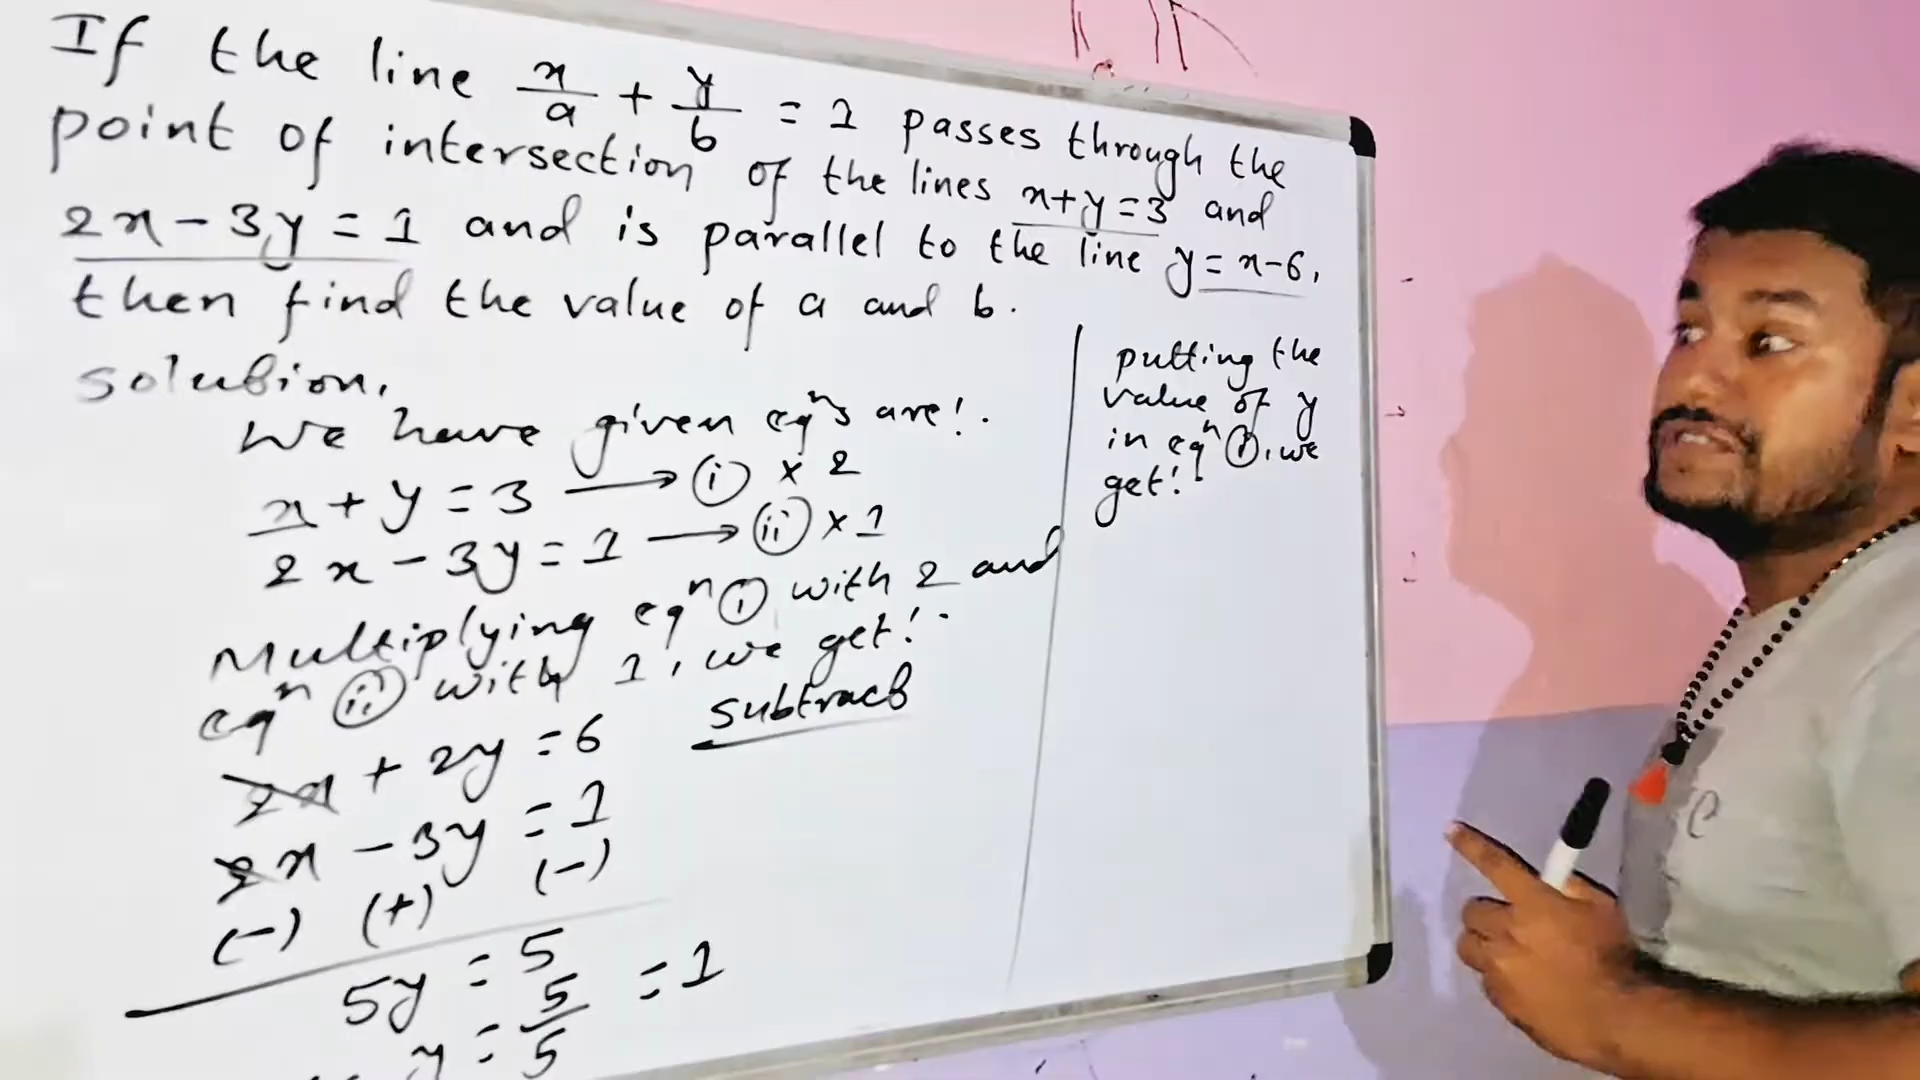 If the line x/a + y/b = 1 passes through the
point of intersection of the lines x+y=3 and
2x-3y=1 and is parallel to the line y=x-6,
then find the value of a and b.
solution,
We have given eqⁿs are:-
x+y=3 → (i) × 2
2x-3y=1 → (ii) × 1
Multiplying eqⁿ (i) with 2 and
eqⁿ (ii) with 1, we get:-
subtract
2x + 2y = 6
2x - 3y = 1
(-) (+) (-)
5y = 5
y = 5/5 = 1
putting the
value of y
in eqⁿ (i), we
get:-